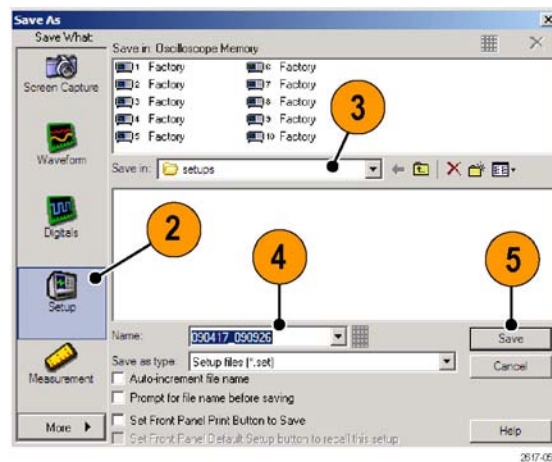 Save As
Save What:
Save in: Oscilloscope Memory
1 Factory
6 Factory
2 Factory
7 Factory
3 Factory
8 Factory
4 Factory
9 Factory
5 Factory
10 Factory
3
Screen Capture
Waveform
Save in: setups
Digitals
2
4
5
Setup
Name: 090417_090926
Save
Save as type: Setup files (*.set)
Cancel
Measurement
Auto-increment file name
Prompt for file name before saving
Set Front Panel Print Button to Save
More
Set Front Panel Default Setup button to recall this setup
Help